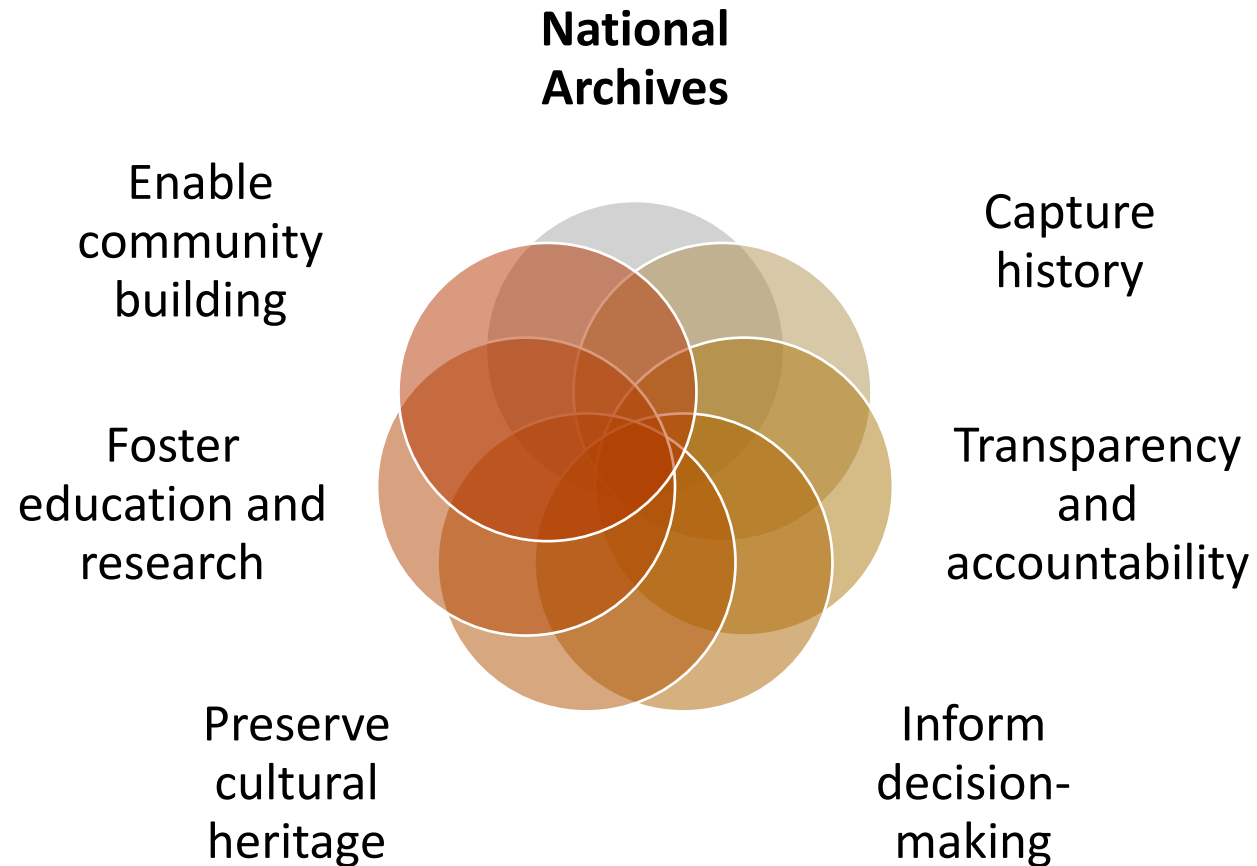 National
Archives
Capture
history
Transparency
and
accountability
Inform
decision-
making
Preserve
cultural
heritage
Foster
education and
research
Enable
community
building